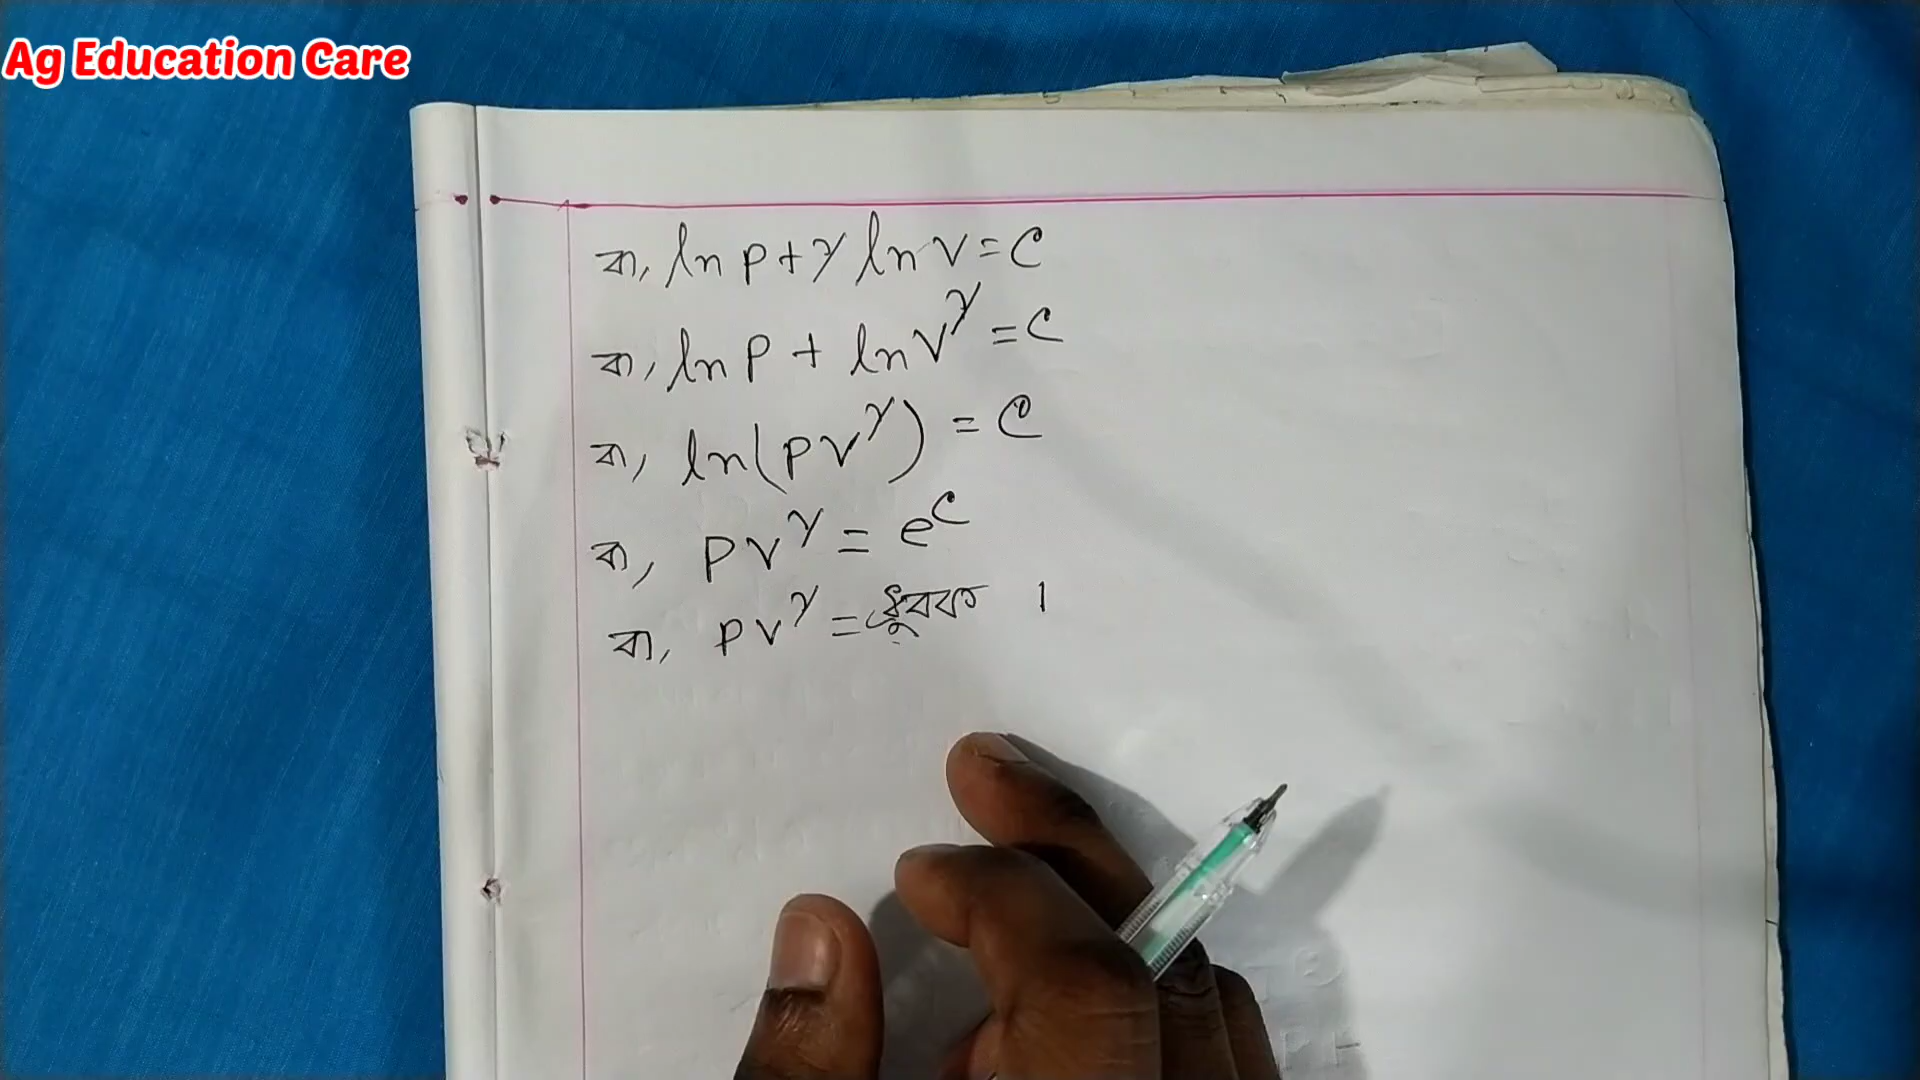 Ag Education Care
বা, ln P + γ ln V = C
বা, ln P + ln V^γ = C
বা, ln(PV^γ) = C
বা, PV^γ = e^C
বা, PV^γ = ধ্রুবক ।